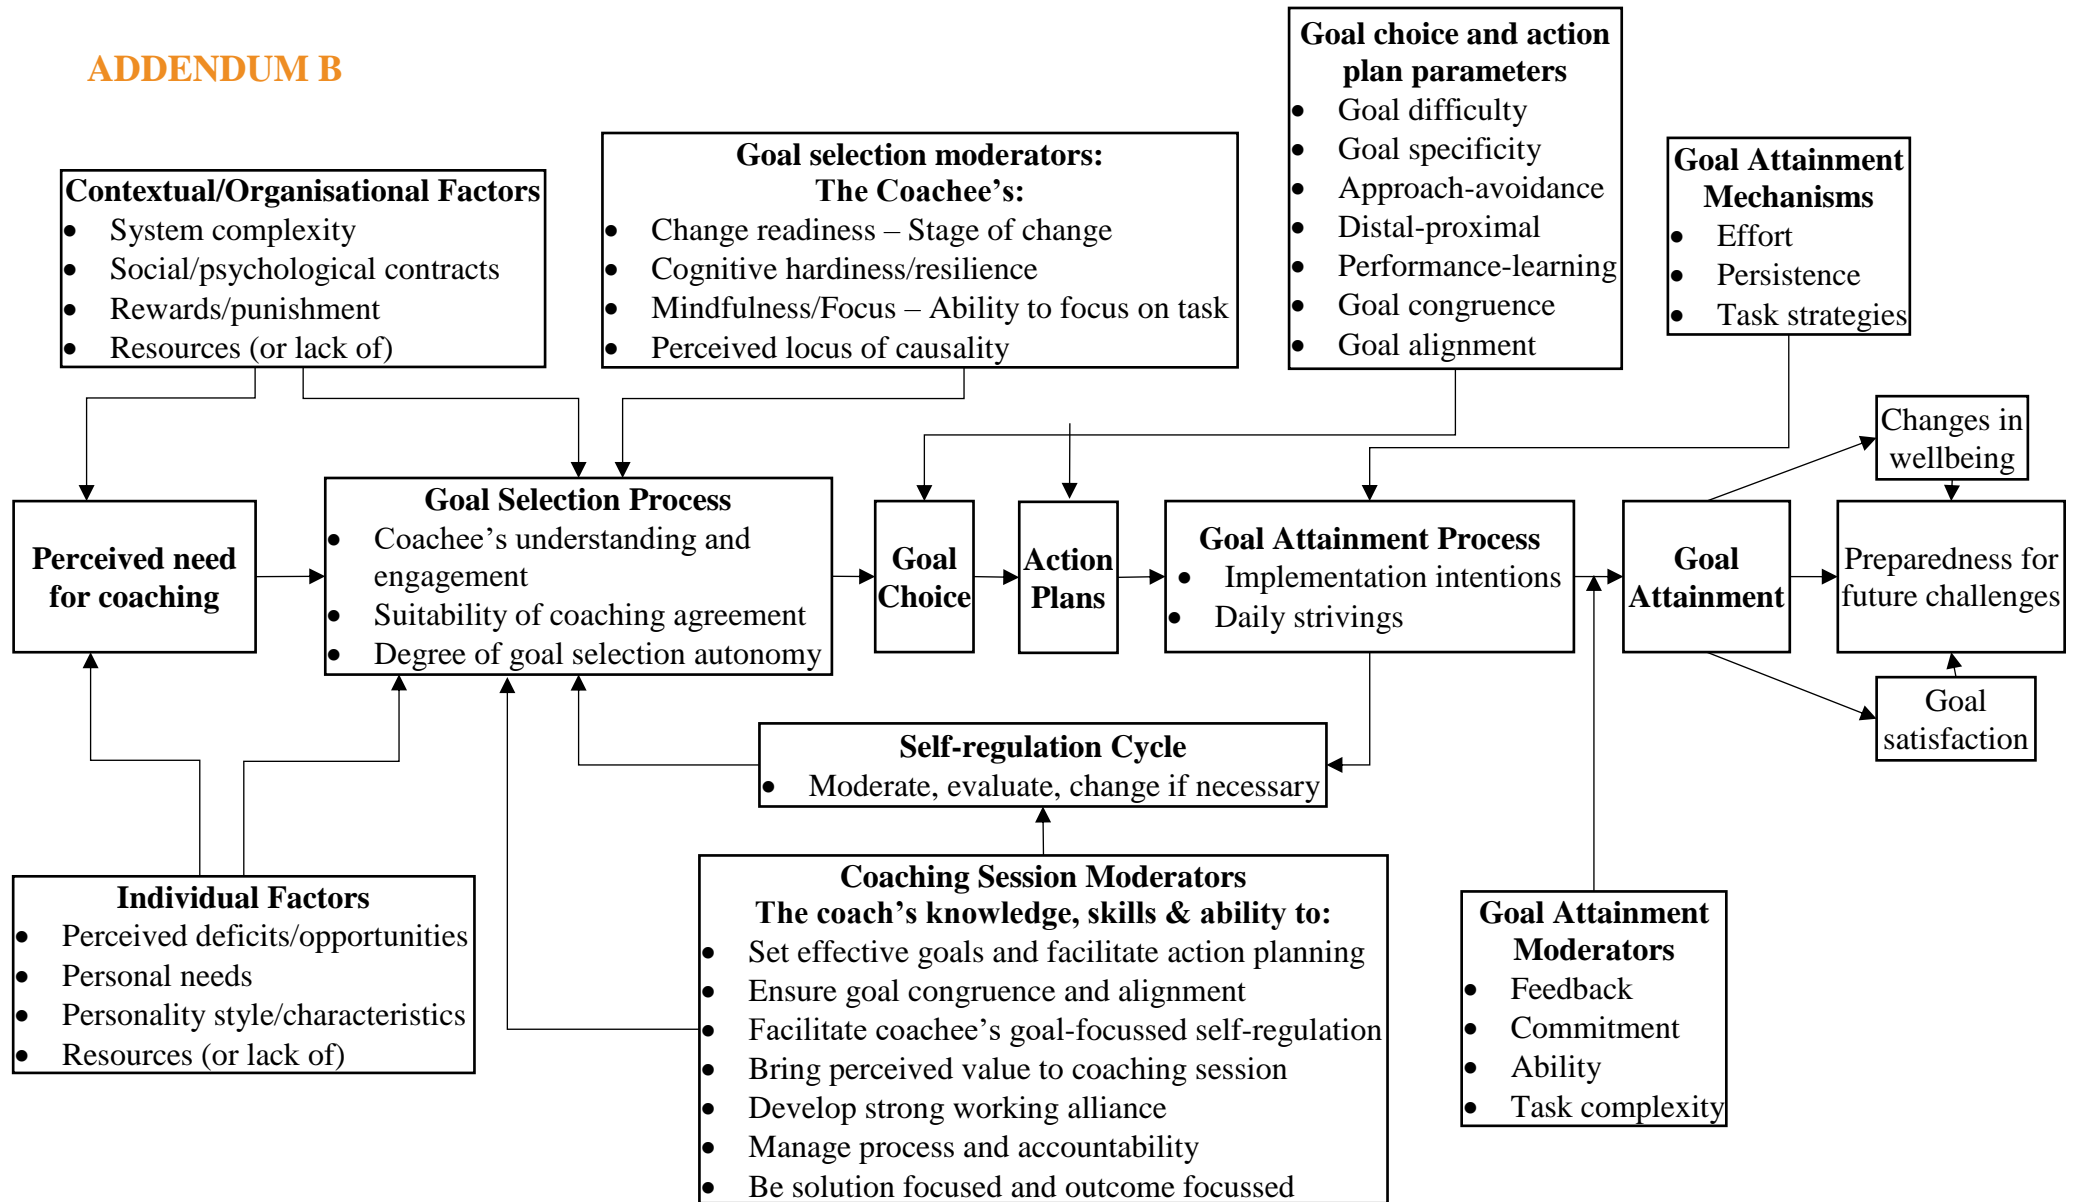 ADDENDUM B
Goal choice and action
plan parameters
• Goal difficulty
• Goal specificity
• Approach-avoidance
• Distal-proximal
• Performance-learning
• Goal congruence
• Goal alignment
Contextual/Organisational Factors
• System complexity
• Social/psychological contracts
• Rewards/punishment
• Resources (or lack of)
Goal selection moderators:
The Coachee’s:
• Change readiness – Stage of change
• Cognitive hardiness/resilience
• Mindfulness/Focus – Ability to focus on task
• Perceived locus of causality
Goal Attainment
Mechanisms
• Effort
• Persistence
• Task strategies
Perceived need
for coaching
Goal Selection Process
• Coachee’s understanding and
engagement
• Suitability of coaching agreement
• Degree of goal selection autonomy
Goal
Choice
Action
Plans
Goal Attainment Process
• Implementation intentions
• Daily strivings
Goal
Attainment
Changes in
wellbeing
Preparedness for
future challenges
Goal
satisfaction
Self-regulation Cycle
• Moderate, evaluate, change if necessary
Individual Factors
• Perceived deficits/opportunities
• Personal needs
• Personality style/characteristics
• Resources (or lack of)
Coaching Session Moderators
The coach’s knowledge, skills & ability to:
• Set effective goals and facilitate action planning
• Ensure goal congruence and alignment
• Facilitate coachee’s goal-focussed self-regulation
• Bring perceived value to coaching session
• Develop strong working alliance
• Manage process and accountability
• Be solution focused and outcome focussed
Goal Attainment
Moderators
• Feedback
• Commitment
• Ability
• Task complexity